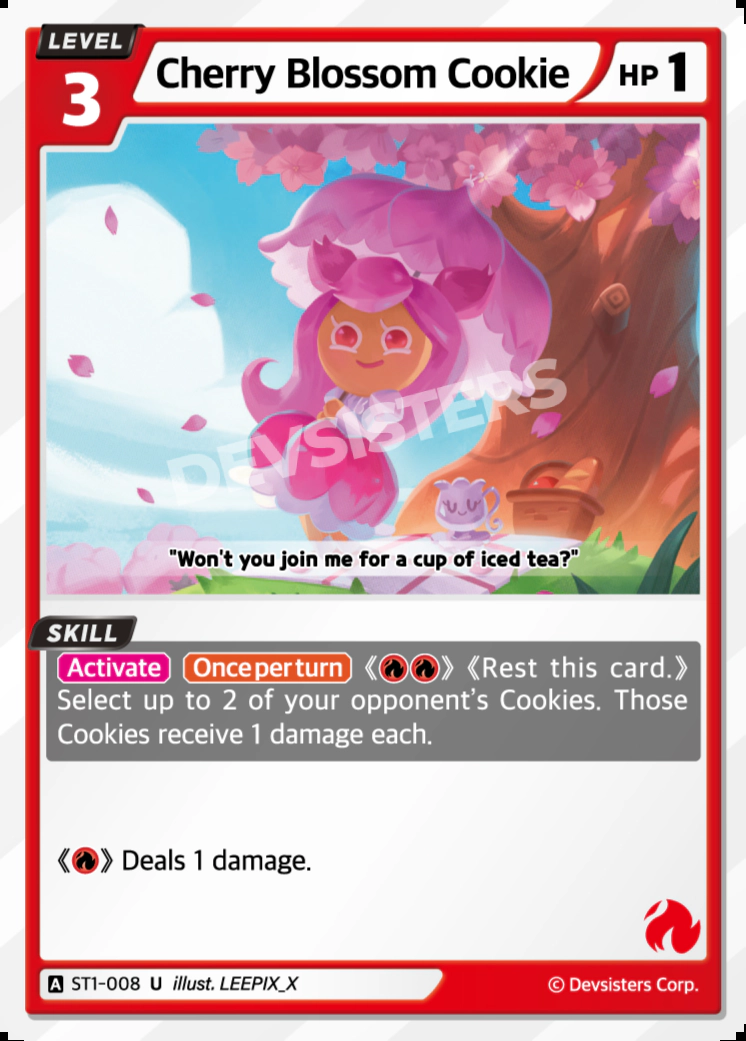 LEVEL
3
Cherry Blossom Cookie
HP 1
DEVSISTERS
"Won't you join me for a cup of iced tea?"
SKILL
Activate Once per turn 《》 《Rest this card.》
Select up to 2 of your opponent's Cookies. Those
Cookies receive 1 damage each.
《》 Deals 1 damage.
A ST1-008 U illust. LEEPIX_X
© Devsisters Corp.